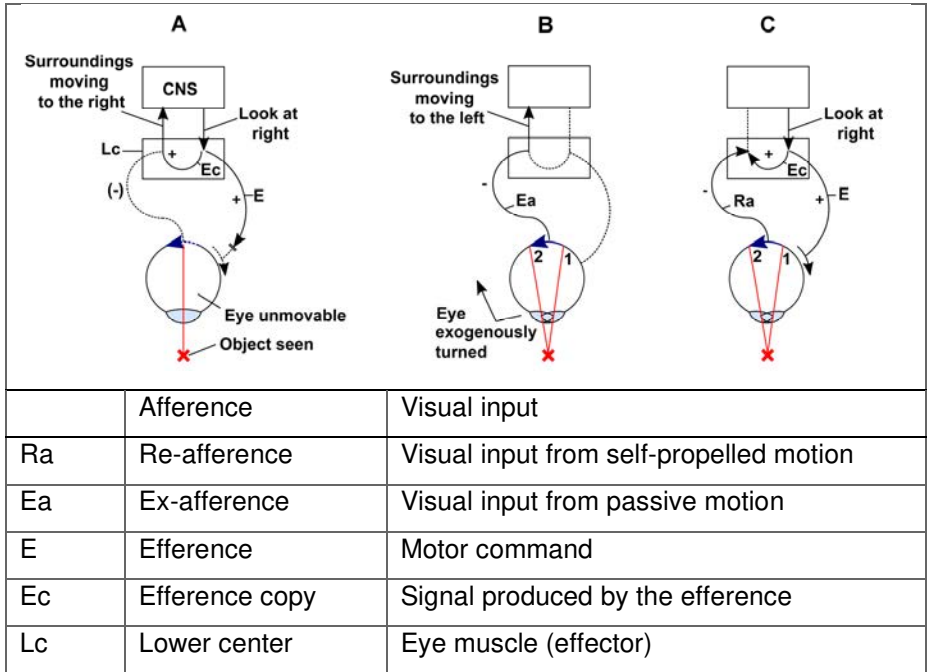 A
Surroundings
moving
to the right
CNS
Look at
right
Lc
+
Ec
(-)
+
E
Eye unmovable
Object seen
B
Surroundings
moving
to the left
-
Ea
2
1
Eye
exogenously
turned
C
Look at
right
+
Ec
-
Ra
+
E
2
1
Afference Visual input
Ra Re-afference Visual input from self-propelled motion
Ea Ex-afference Visual input from passive motion
E Efference Motor command
Ec Efference copy Signal produced by the efference
Lc Lower center Eye muscle (effector)